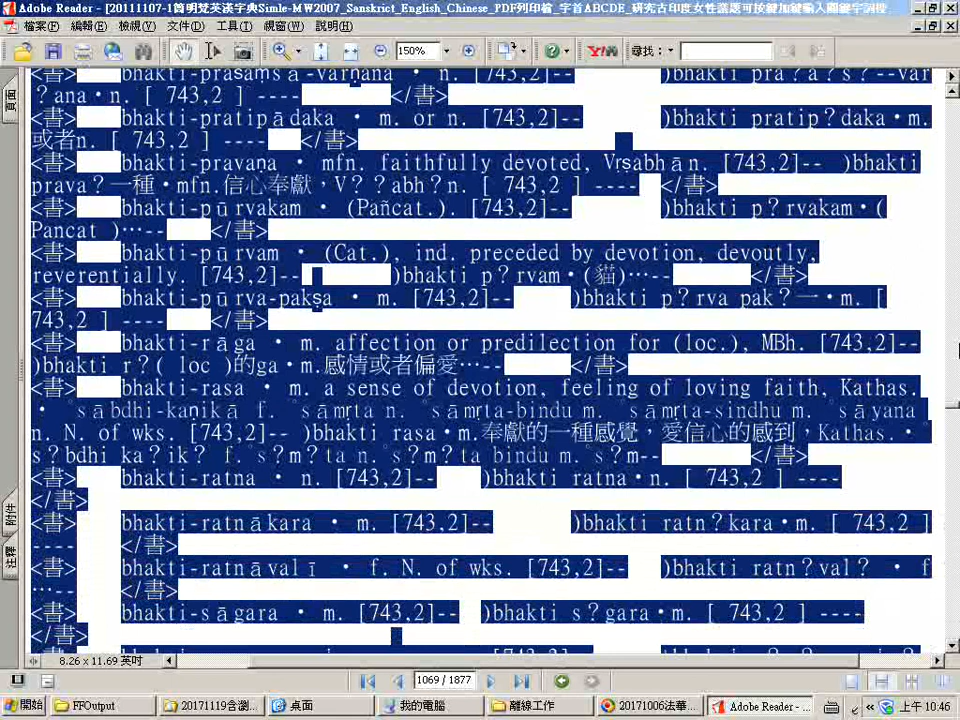 Adobe Reader - [20111107-1簡明梵英漢字典Simle-MW2007_Sanskrict_English_Chinese_PDF列印檔_字首ABCDE_研究古印度女性議題可按鍵鍵輸入關鍵字詞搜
檔案(F) 編輯(E) 檢視(V) 文件(D) 工具(T) 視窗(W) 說明(H)
150% Y! 尋找：
頁面
<書> bhakti-praśaṃsā-varṇana • n. [743,2]-- )bhakti pra？a？s？--var
？ana•n. [ 743,2 ] ---- </書>
<書> bhakti-pratipādaka • m. or n. [743,2]-- )bhakti pratip？daka•m.
或者n. [ 743,2 ] ---- </書>
<書> bhakti-pravaṇa • mfn. faithfully devoted, Vṛṣabhān. [743,2]-- )bhakti
prava？一種•mfn.信心奉獻，V？？abh？n. [ 743,2 ] ---- </書>
<書> bhakti-pūrvakam • (Pañcat.). [743,2]-- )bhakti p？rvakam•(
Pancat )…-- </書>
<書> bhakti-pūrvam • (Cat.), ind. preceded by devotion, devoutly,
reverentially. [743,2]-- )bhakti p？rvam•(貓)…-- </書>
<書> bhakti-pūrva-pakṣa • m. [743,2]-- )bhakti p？rva pak？一•m. [
743,2 ] ---- </書>
<書> bhakti-rāga • m. affection or predilection for (loc.), MBh. [743,2]--
)bhakti r？( loc )的ga•m.感情或者偏愛…-- </書>
<書> bhakti-rasa • m. a sense of devotion, feeling of loving faith, Kathas.
• °sābdhi-kaṇikā f. °sāmṛta n. °sāmṛta-bindu m. °sāmṛta-sindhu m. °sāyana
n. N. of wks. [743,2]-- )bhakti rasa•m.奉獻的一種感覺，愛信心的感到，Kathas.•
s？bdhi ka？ik？ f. °s？m？ta n. °s？m？ta bindu m. °s？m-- </書>
<書> bhakti-ratna • n. [743,2]-- )bhakti ratna•n. [ 743,2 ] ----
</書>
<書> bhakti-ratnākara • m. [743,2]-- )bhakti ratn？kara•m. [ 743,2 ]
---- </書>
<書> bhakti-ratnāvalī • f. N. of wks. [743,2]-- )bhakti ratn？val？ • f
…-- </書>
<書> bhakti-sāgara • m. [743,2]-- )bhakti s？gara•m. [ 743,2 ] ----
</書>
附件
注釋
8.26 x 11.69 英吋
1069 / 1877
開始 FFOutput 20171119含瀏... 桌面 我的電腦 離線工作 20171006法華... Adobe Reader - ... 上午 10:46